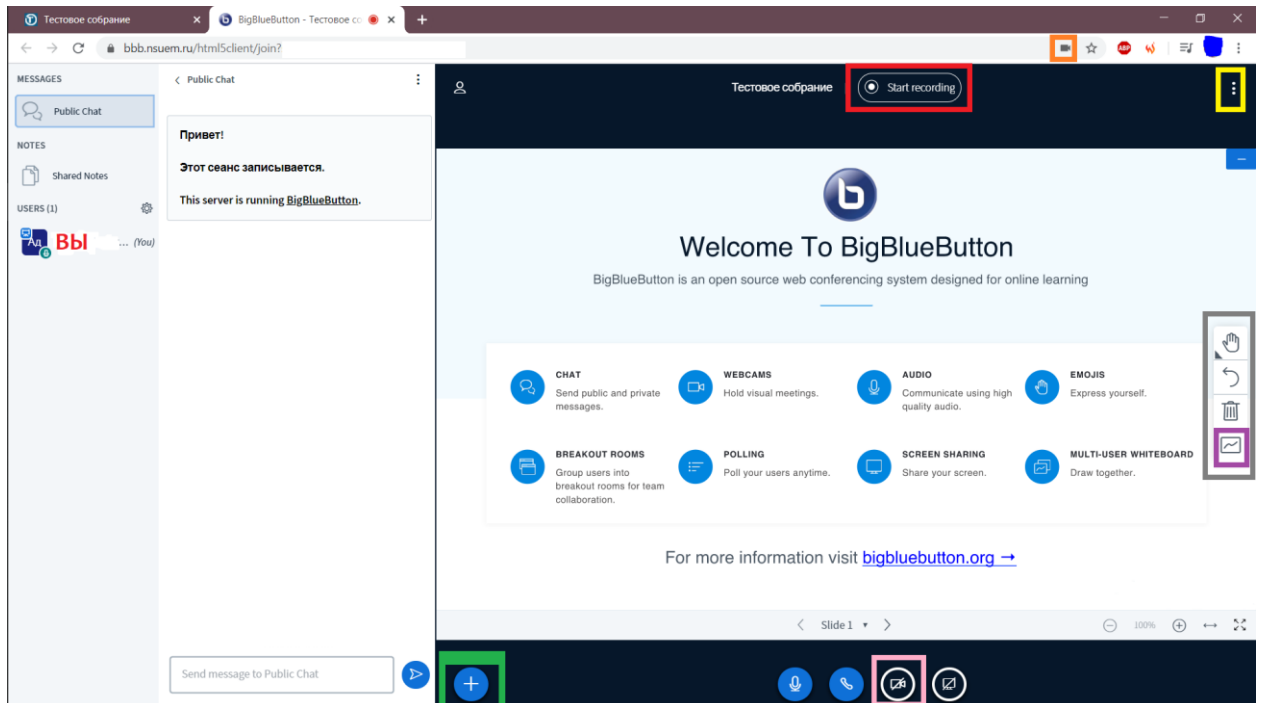 Тестовое собрание
BigBlueButton - Тестовое со
bbb.nsuem.ru/html5client/join?
ABP
MESSAGES
Public Chat
NOTES
Shared Notes
USERS (1)
Ад ВЫ ... (You)
Public Chat
Привет!
Этот сеанс записывается.
This server is running BigBlueButton.
Send message to Public Chat
Тестовое собрание
Start recording
b
Welcome To BigBlueButton
BigBlueButton is an open source web conferencing system designed for online learning
CHAT
Send public and private
messages.
WEBCAMS
Hold visual meetings.
AUDIO
Communicate using high
quality audio.
EMOJIS
Express yourself.
BREAKOUT ROOMS
Group users into
breakout rooms for team
collaboration.
POLLING
Poll your users anytime.
SCREEN SHARING
Share your screen.
MULTI-USER WHITEBOARD
Draw together.
For more information visit bigbluebutton.org →
Slide 1
100%